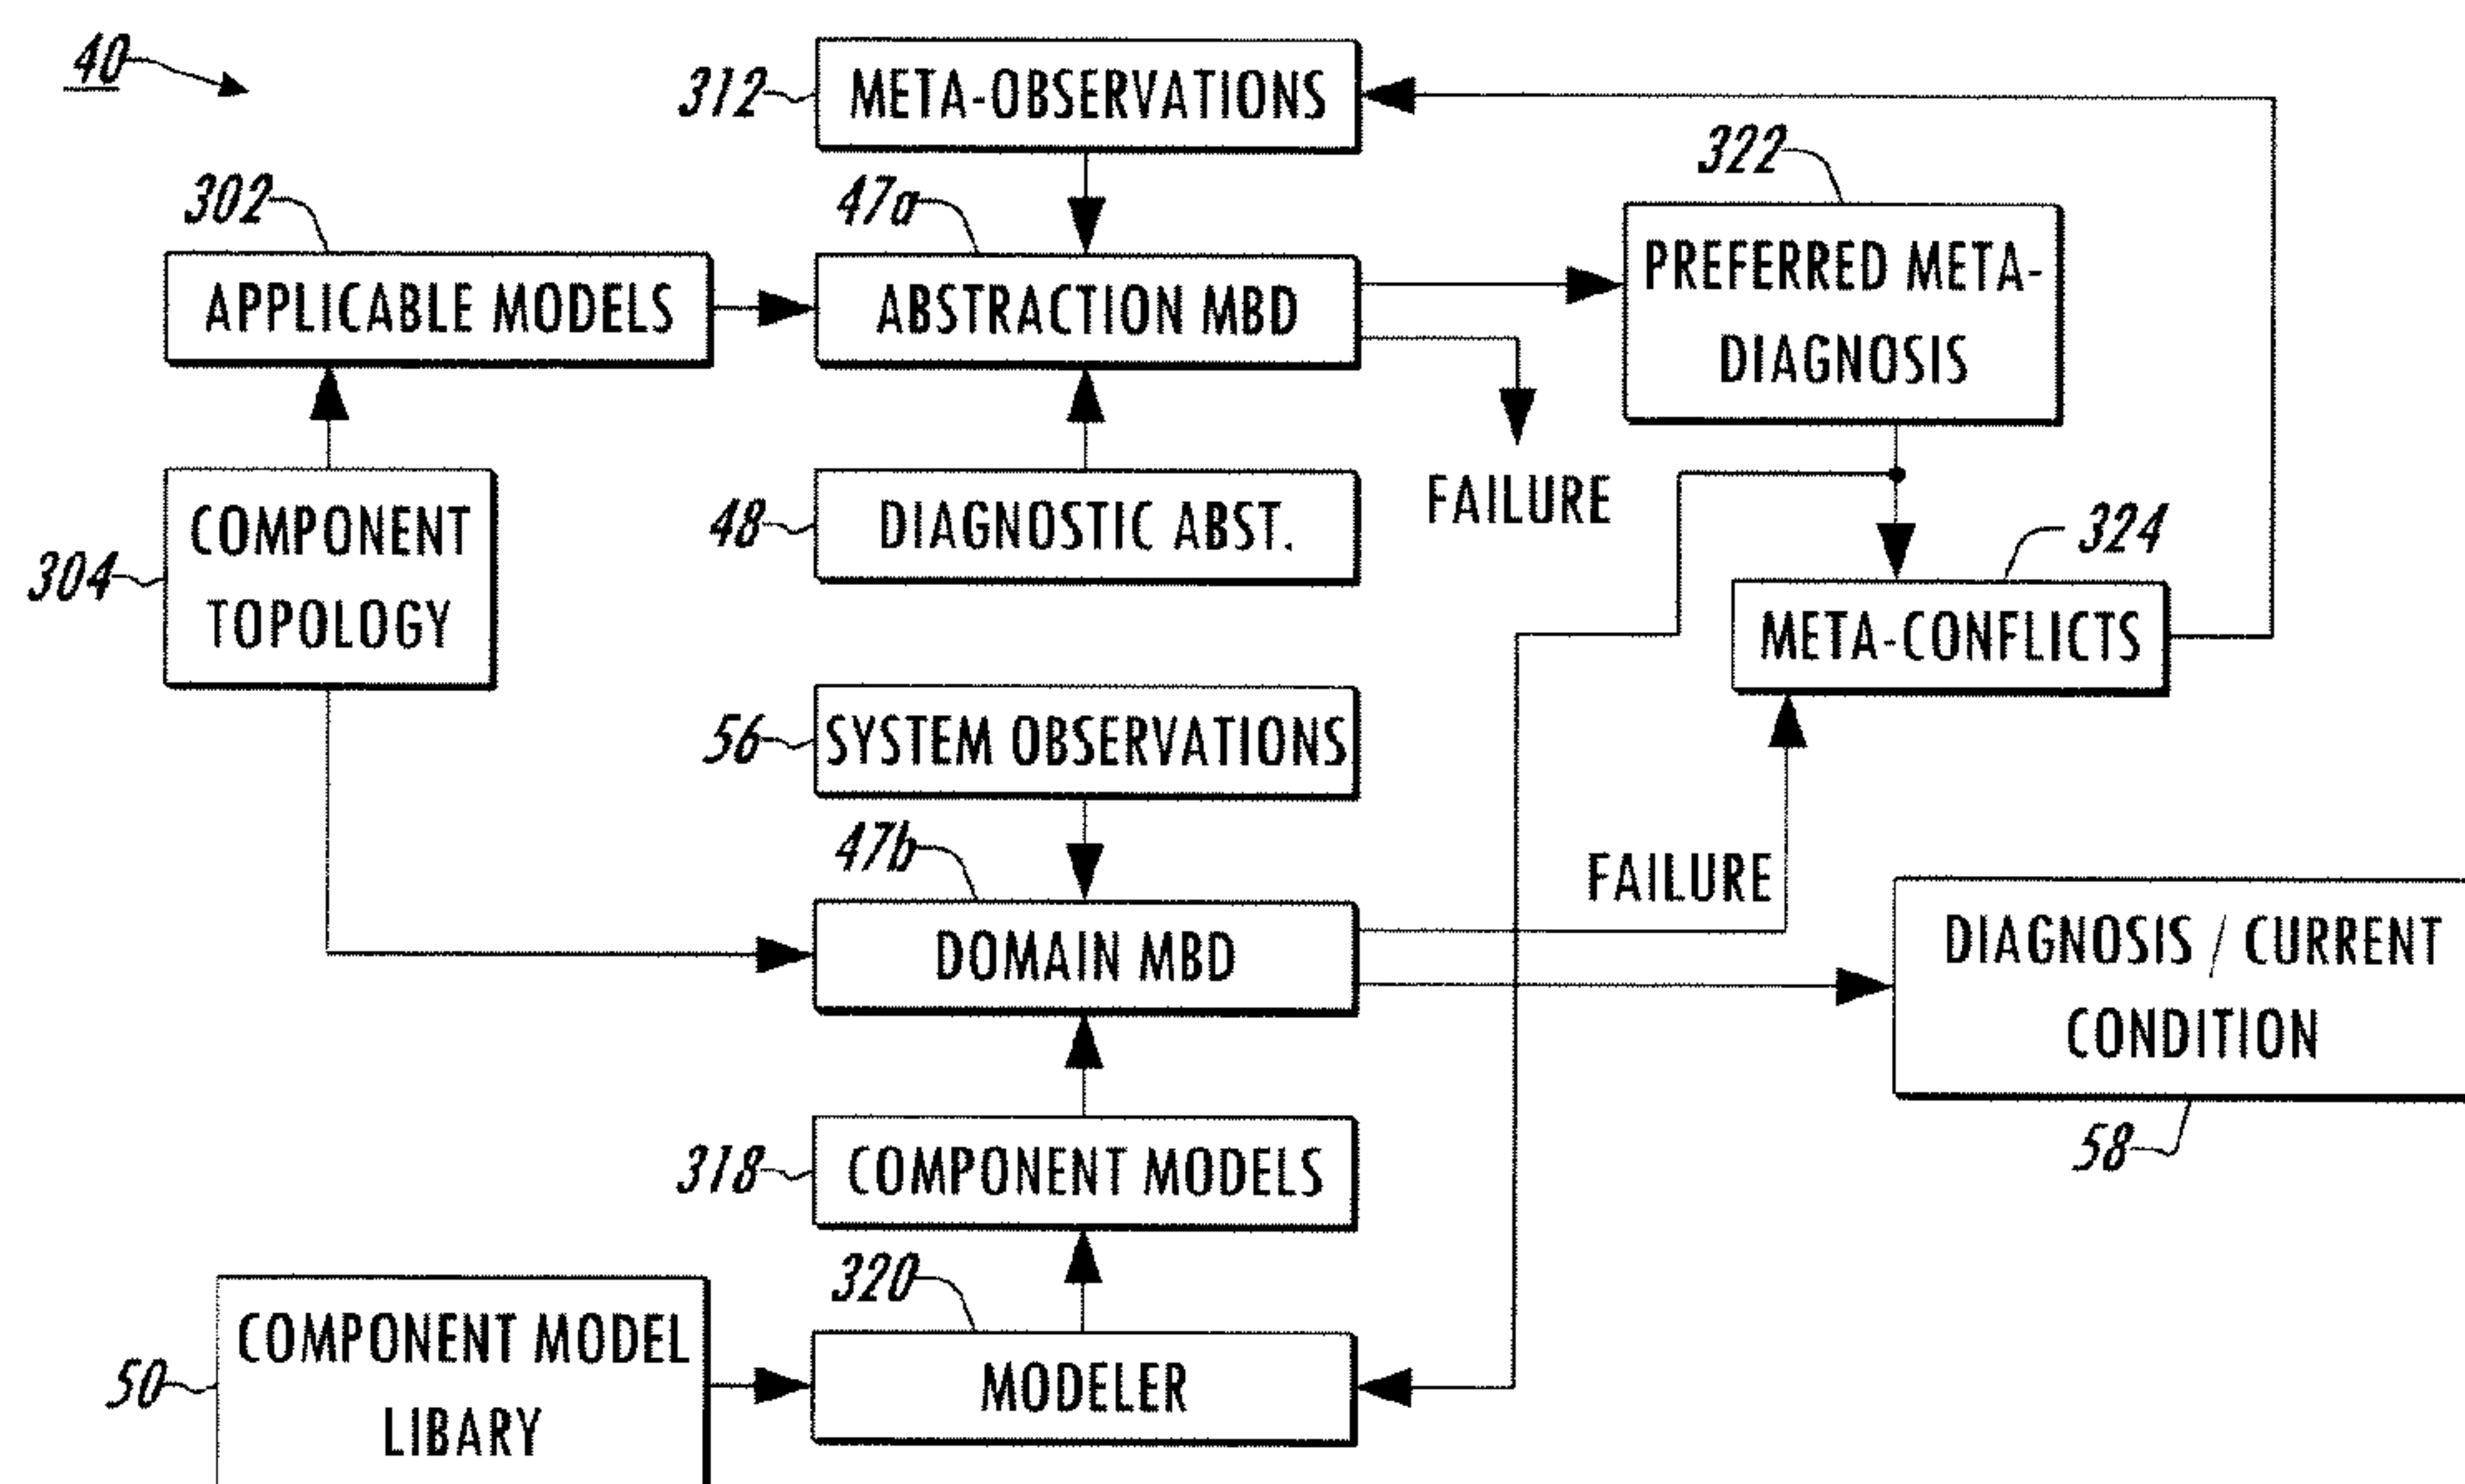 40
312
META-OBSERVATIONS
322
302
47a
APPLICABLE MODELS
ABSTRACTION MBD
PREFERRED META-
DIAGNOSIS
FAILURE
304
COMPONENT
TOPOLOGY
48
DIAGNOSTIC ABST.
324
META-CONFLICTS
56
SYSTEM OBSERVATIONS
47b
FAILURE
DOMAIN MBD
DIAGNOSIS / CURRENT
CONDITION
58
318
COMPONENT MODELS
320
50
COMPONENT MODEL
LIBARY
MODELER